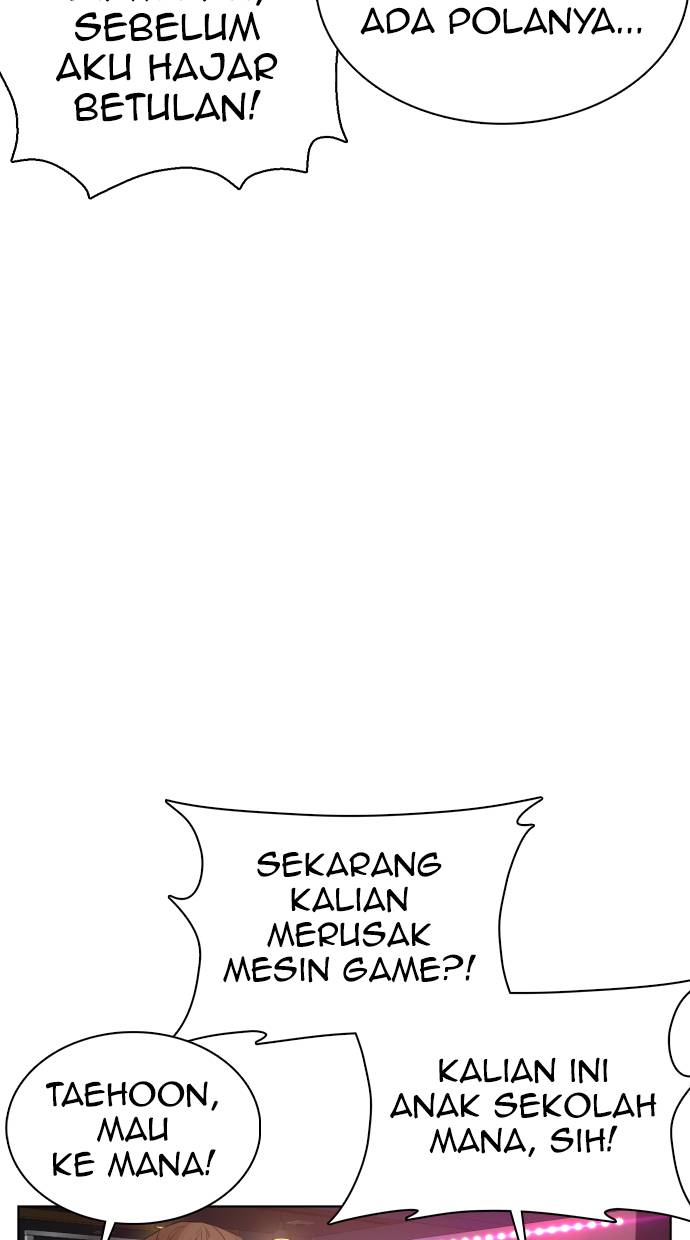 SEBELUM
AKU HAJAR
BETULAN!
ADA POLANYA...
SEKARANG
KALIAN
MERUSAK
MESIN GAME?!
TAEHOON,
MAU
KE MANA!
KALIAN INI
ANAK SEKOLAH
MANA, SIH!